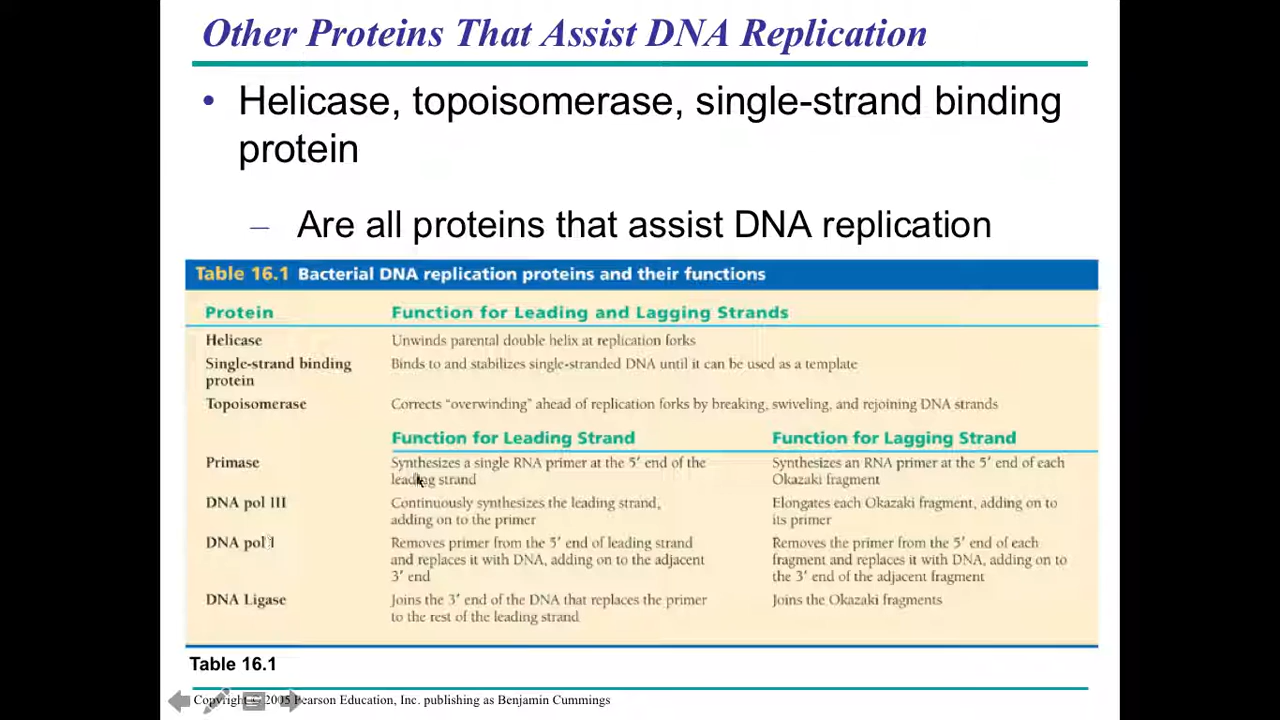 Other Proteins That Assist DNA Replication
• Helicase, topoisomerase, single-strand binding
protein
– Are all proteins that assist DNA replication
Table 16.1 Bacterial DNA replication proteins and their functions
Protein Function for Leading and Lagging Strands
Helicase Unwinds parental double helix at replication forks
Single-strand binding Binds to and stabilizes single-stranded DNA until it can be used as a template
protein
Topoisomerase Corrects “overwinding” ahead of replication forks by breaking, swiveling, and rejoining DNA strands
Function for Leading Strand Function for Lagging Strand
Primase Synthesizes a single RNA primer at the 5′ end of the Synthesizes an RNA primer at the 5′ end of each
leading strand Okazaki fragment
DNA pol III Continuously synthesizes the leading strand, Elongates each Okazaki fragment, adding on to
adding on to the primer its primer
DNA pol I Removes primer from the 5′ end of leading strand Removes the primer from the 5′ end of each
and replaces it with DNA, adding on to the adjacent fragment and replaces it with DNA, adding on to
3′ end the 3′ end of the adjacent fragment
DNA Ligase Joins the 3′ end of the DNA that replaces the primer Joins the Okazaki fragments
to the rest of the leading strand
Table 16.1
Copyright © 2005 Pearson Education, Inc. publishing as Benjamin Cummings